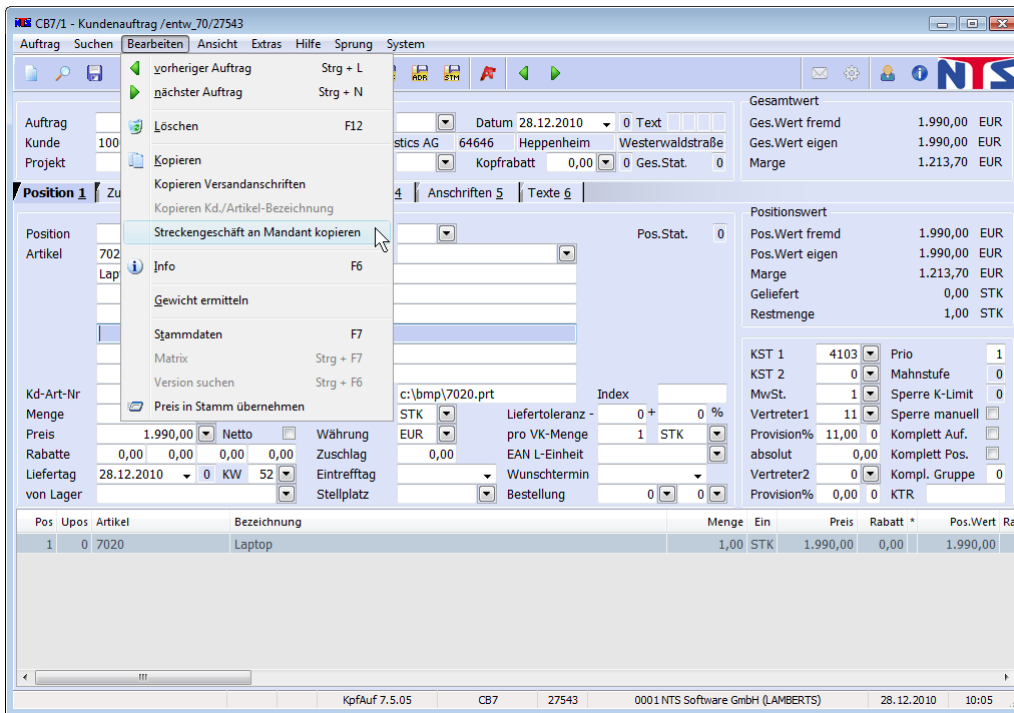 NTS CB7/1 - Kundenauftrag /entw_70/27543
Auftrag Suchen Bearbeiten Ansicht Extras Hilfe Sprung System
ADR STM NTS
vorheriger Auftrag Strg + L
nächster Auftrag Strg + N
Löschen F12
Kopieren
Kopieren Versandanschriften
Kopieren Kd./Artikel-Bezeichnung
Streckengeschäft an Mandant kopieren
Info F6
Gewicht ermitteln
Stammdaten F7
Matrix Strg + F7
Version suchen Strg + F6
Preis in Stamm übernehmen
Auftrag Datum 28.12.2010 0 Text
Kunde 100 stics AG 64646 Heppenheim Westerwaldstraße
Projekt Kopfrabatt 0,00 0 Ges.Stat. 0
Gesamtwert
Ges.Wert fremd 1.990,00 EUR
Ges.Wert eigen 1.990,00 EUR
Marge 1.213,70 EUR
Position 1 Zu 4 Anschriften 5 Texte 6
Position Pos.Stat. 0
Artikel 702
Lap
Positionswert
Pos.Wert fremd 1.990,00 EUR
Pos.Wert eigen 1.990,00 EUR
Marge 1.213,70 EUR
Geliefert 0,00 STK
Restmenge 1,00 STK
Kd-Art-Nr c:\bmp\7020.prt Index
Menge STK Liefertoleranz - 0 + 0 %
Preis 1.990,00 Netto Währung EUR pro VK-Menge 1 STK
Rabatte 0,00 0,00 0,00 0,00 Zuschlag 0,00 EAN L-Einheit
Liefertag 28.12.2010 0 KW 52 Eintrefftag Wunschtermin
von Lager Stellplatz Bestellung 0 0
KST 1 4103 Prio 1
KST 2 0 Mahnstufe 0
MwSt. 1 Sperre K-Limit 0
Vertreter1 11 Sperre manuell
Provision% 11,00 0 Komplett Auf.
absolut 0,00 Komplett Pos.
Vertreter2 0 Kompl. Gruppe 0
Provision% 0,00 0 KTR
Pos Upos Artikel Bezeichnung Menge Ein Preis Rabatt * Pos.Wert Ra
1 0 7020 Laptop 1,00 STK 1.990,00 0,00 1.990,00
KpfAuf 7.5.05 CB7 27543 0001 NTS Software GmbH (LAMBERTS) 28.12.2010 10:05